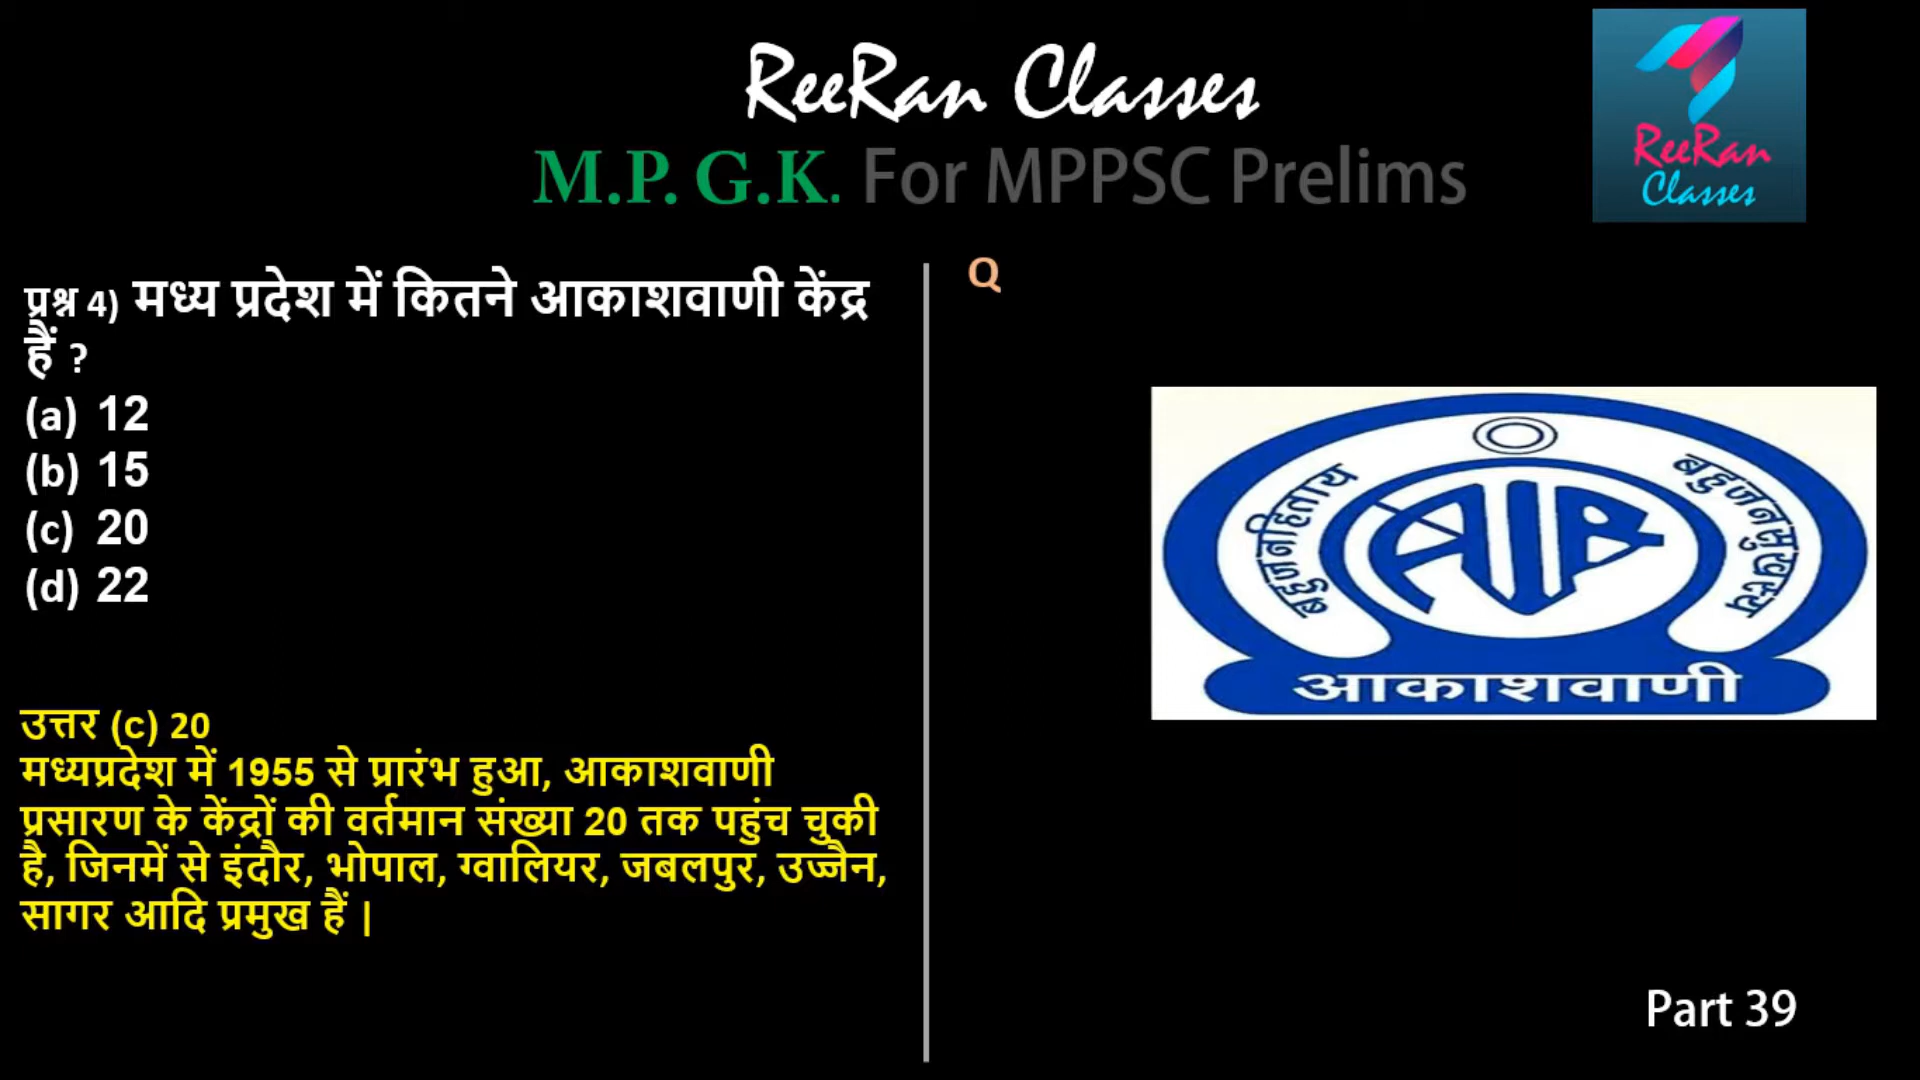 ReeRan Classes
M.P. G.K. For MPPSC Prelims
ReeRan
Classes
प्रश्न 4) मध्य प्रदेश में कितने आकाशवाणी केंद्र
हैं ?
(a) 12
(b) 15
(c) 20
(d) 22
उत्तर (c) 20
मध्यप्रदेश में 1955 से प्रारंभ हुआ, आकाशवाणी
प्रसारण के केंद्रों की वर्तमान संख्या 20 तक पहुंच चुकी
है, जिनमें से इंदौर, भोपाल, ग्वालियर, जबलपुर, उज्जैन,
सागर आदि प्रमुख हैं |
Q
बहुजनहिताय
बहुजनसुखाय
AIR
आकाशवाणी
Part 39